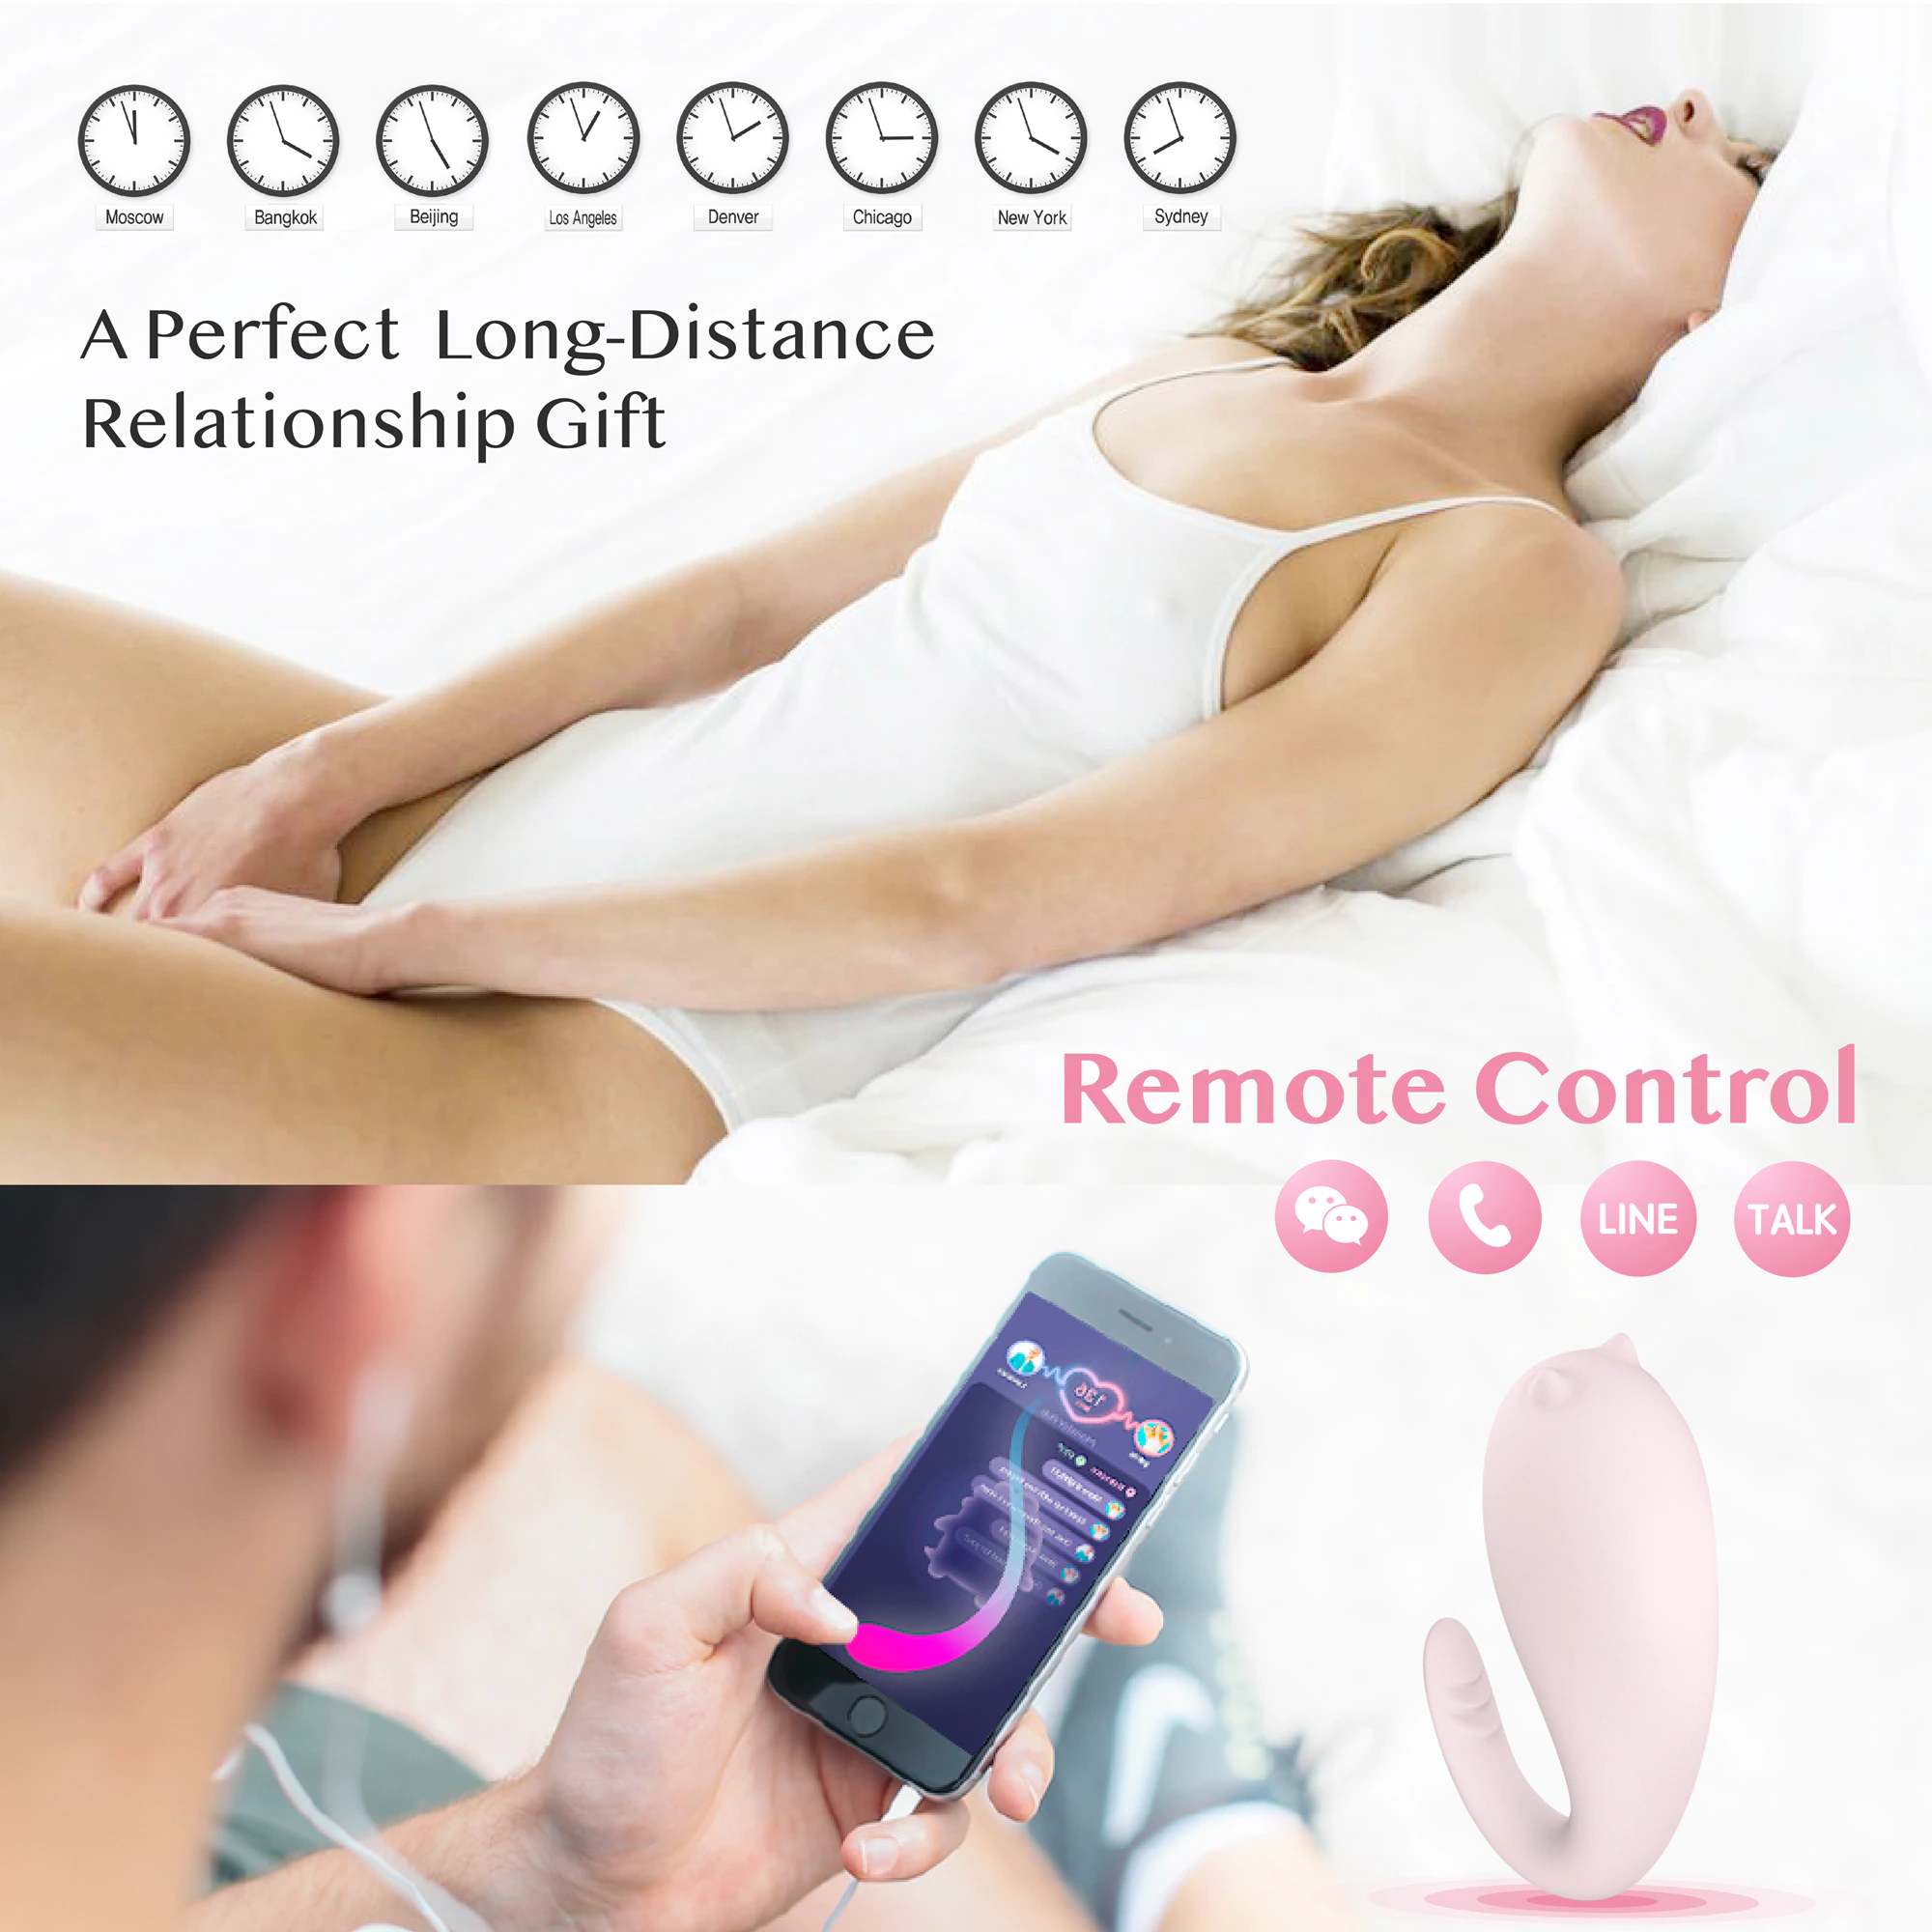 Moscow
Bangkok
Beijing
Los Angeles
Denver
Chicago
New York
Sydney
A Perfect Long-Distance
Relationship Gift
Remote Control
LINE
TALK